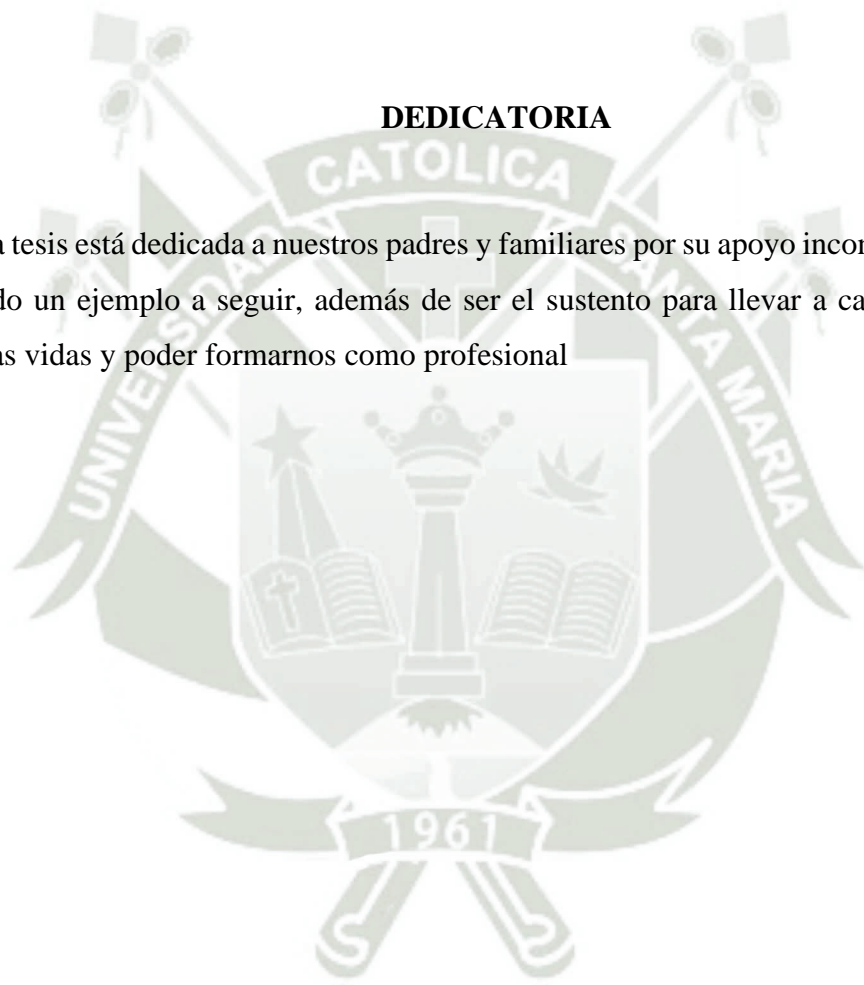 DEDICATORIA
a tesis está dedicada a nuestros padres y familiares por su apoyo incon
do un ejemplo a seguir, además de ser el sustento para llevar a ca
as vidas y poder formarnos como profesional
UNIVERSIDAD CATOLICA SANTA MARIA
1961